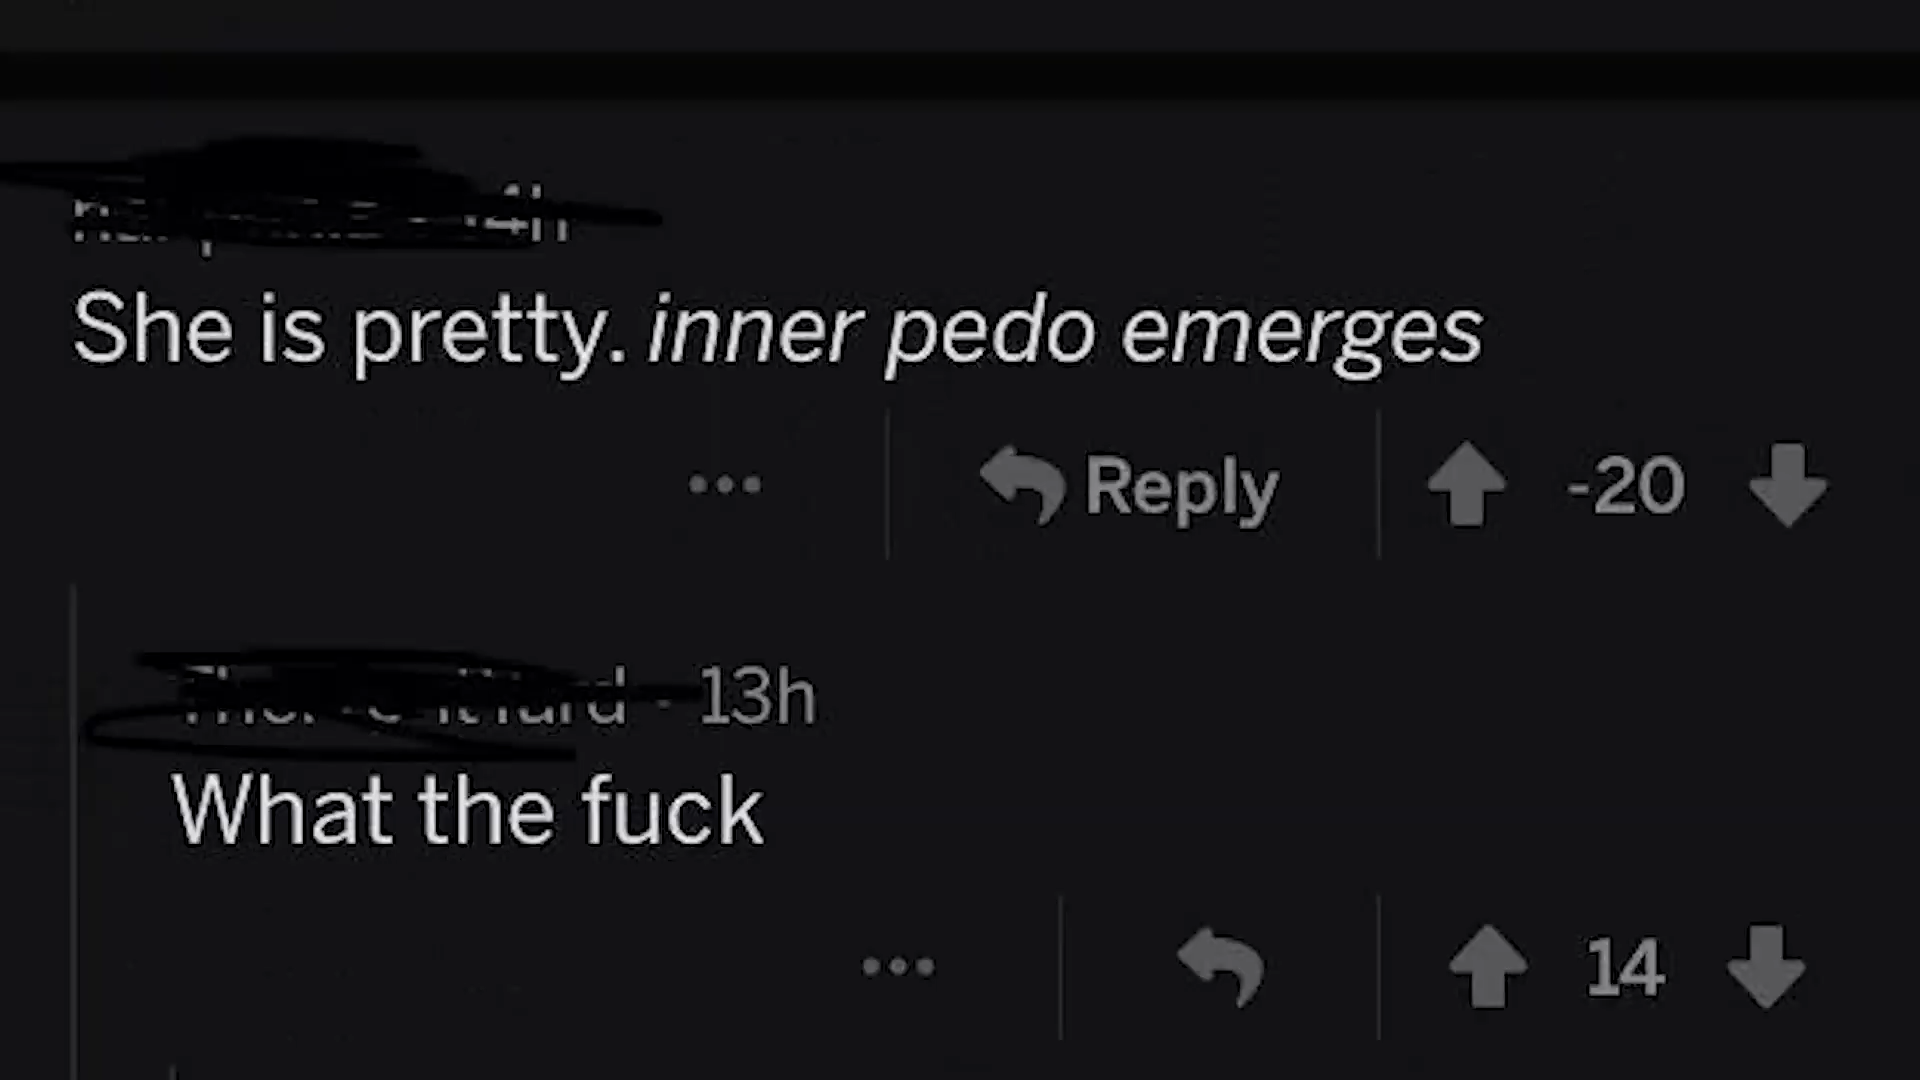 She is pretty. inner pedo emerges
Reply
-20
13h
What the fuck
14